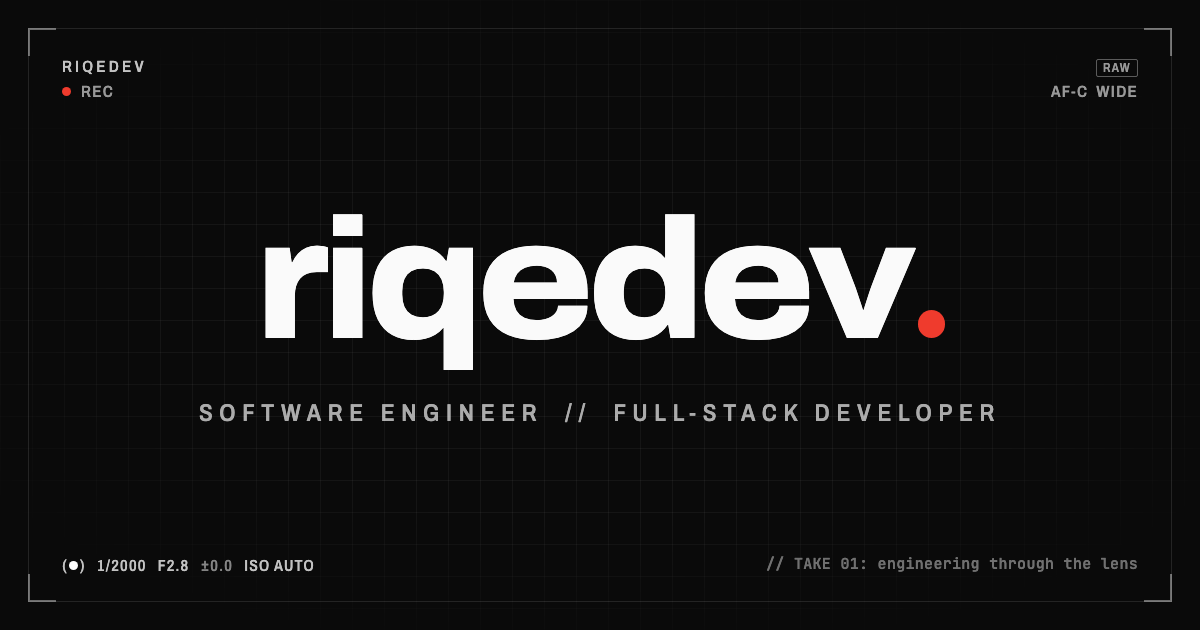 RIQEDEV
REC
RAW
AF-C WIDE
riqedev.
SOFTWARE ENGINEER // FULL-STACK DEVELOPER
(●) 1/2000 F2.8 ±0.0 ISO AUTO
// TAKE 01: engineering through the lens